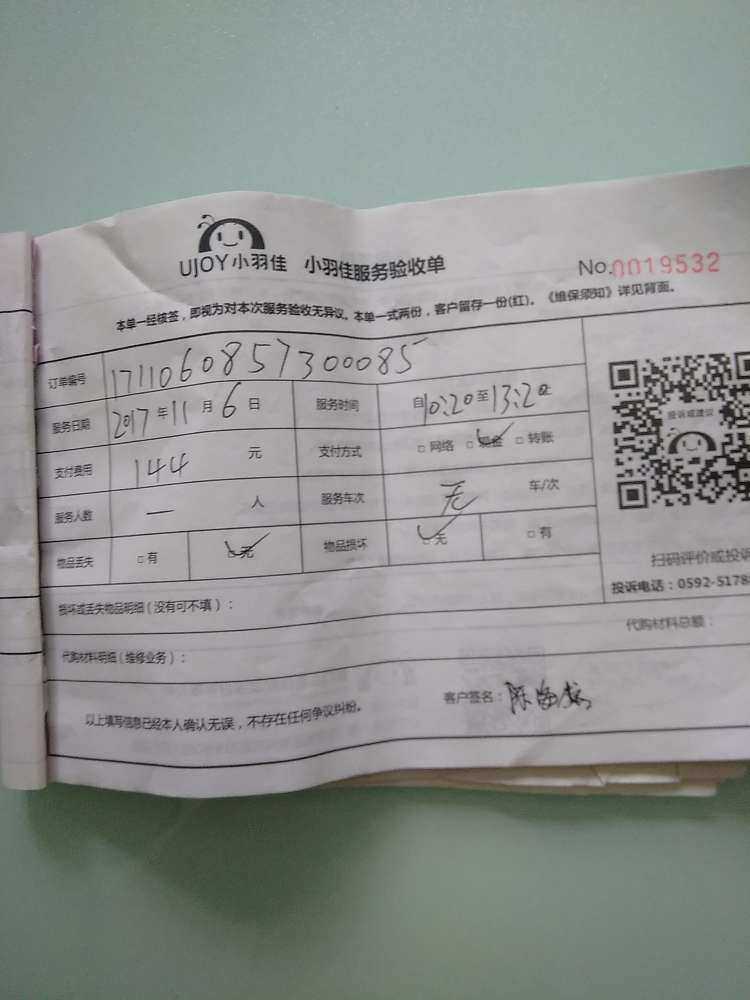 UJOY小羽佳 小羽佳服务验收单 No.0019532
本单一经核签，即视为对本次服务验收无异议。本单一式两份，客户留存一份(红)。《维保须知》详见背面。
订单编号 17110608573 00085
服务日期 2017年11月6日 服务时间 自10:20至13:20
支付费用 144 元 支付方式 □网络 □现金 □转账
服务人数 一 人 服务车次 无 车/次
物品丢失 □有 □无 物品损坏 □无 □有
投诉或建议
扫码评价或投诉
投诉电话：0592-5178
损坏或丢失物品明细（没有可不填）：
代购材料明细（维修业务）： 代购材料总额：
以上填写信息已经本人确认无误，不存在任何争议纠纷。 客户签名：陈